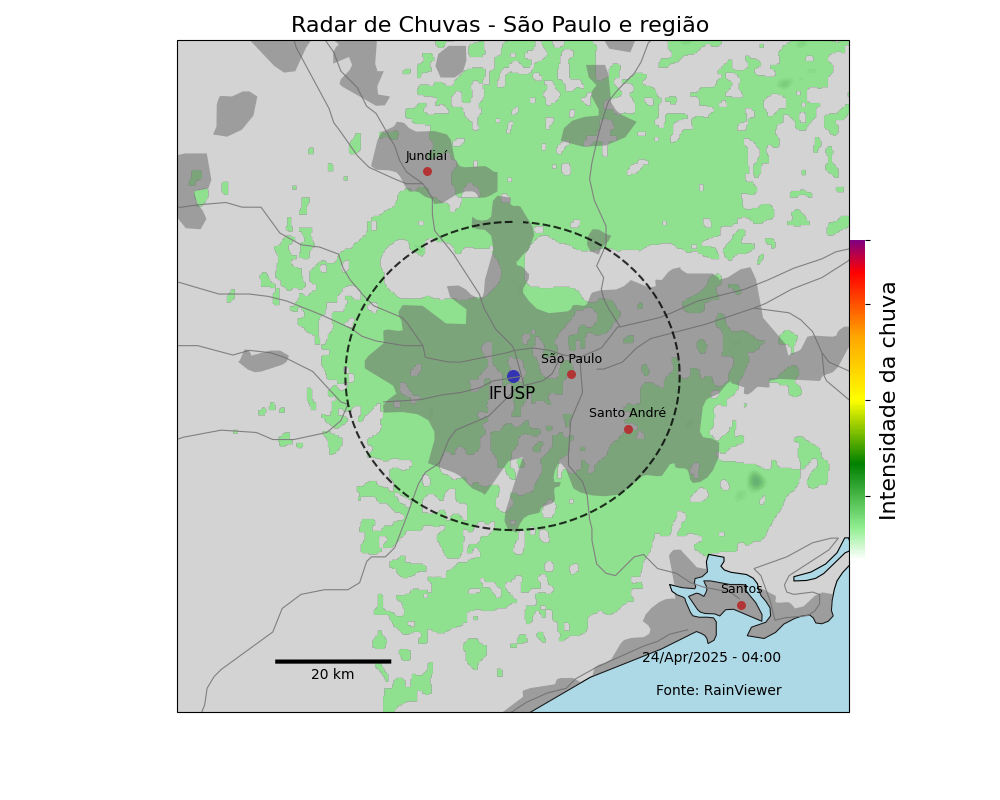 Radar de Chuvas - São Paulo e região
Jundiaí
São Paulo
IFUSP
Santo André
Intensidade da chuva
Santos
24/Apr/2025 - 04:00
20 km
Fonte: RainViewer